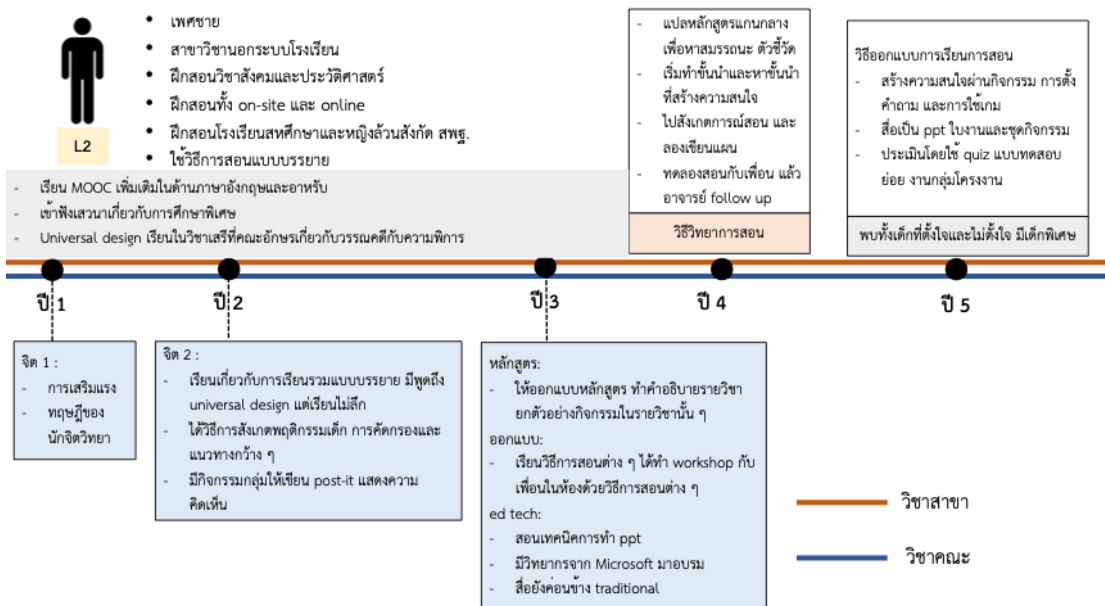 • เพศชาย
• สาขาวิชานอกระบบโรงเรียน
• ฝึกสอนวิชาสังคมและประวัติศาสตร์
• ฝึกสอนทั้ง on-site และ online
• ฝึกสอนโรงเรียนสหศึกษาและหญิงล้วนสังกัด สพฐ.
• ใช้วิธีการสอนแบบบรรยาย
L2
- เรียน MOOC เพิ่มเติมในด้านภาษาอังกฤษและอาหรับ
- เข้าฟังเสวนาเกี่ยวกับการศึกษาพิเศษ
- Universal design เรียนในวิชาเสรีที่คณะอักษรเกี่ยวกับวรรณคดีกับความพิการ
- แปลหลักสูตรแกนกลาง
เพื่อหาสมรรถนะ ตัวชี้วัด
- เริ่มทำขั้นนำและหาขั้นนำ
ที่สร้างความสนใจ
- ไปสังเกตการณ์สอน และ
ลองเขียนแผน
- ทดลองสอนกับเพื่อน แล้ว
อาจารย์ follow up
วิธีวิทยาการสอน
วิธีออกแบบการเรียนการสอน
- สร้างความสนใจผ่านกิจกรรม การตั้ง
คำถาม และการใช้เกม
- สื่อเป็น ppt ใบงานและชุดกิจกรรม
- ประเมินโดยใช้ quiz แบบทดสอบ
ย่อย งานกลุ่มโครงงาน
พบทั้งเด็กที่ตั้งใจและไม่ตั้งใจ มีเด็กพิเศษ
ปี 1
ปี 2
ปี 3
ปี 4
ปี 5
จิต 1 :
- การเสริมแรง
- ทฤษฎีของ
นักจิตวิทยา
จิต 2 :
- เรียนเกี่ยวกับการเรียนรวมแบบบรรยาย มีพูดถึง
universal design แต่เรียนไม่ลึก
- ได้วิธีการสังเกตพฤติกรรมเด็ก การคัดกรองและ
แนวทางกว้าง ๆ
- มีกิจกรรมกลุ่มให้เขียน post-it แสดงความ
คิดเห็น
หลักสูตร:
- ให้ออกแบบหลักสูตร ทำคำอธิบายรายวิชา
ยกตัวอย่างกิจกรรมในรายวิชานั้น ๆ
ออกแบบ:
- เรียนวิธีการสอนต่าง ๆ ได้ทำ workshop กับ
เพื่อนในห้องด้วยวิธีการสอนต่าง ๆ
ed tech:
- สอนเทคนิคการทำ ppt
- มีวิทยากรจาก Microsoft มาอบรม
- สื่อยังค่อนข้าง traditional
วิชาสาขา
วิชาคณะ